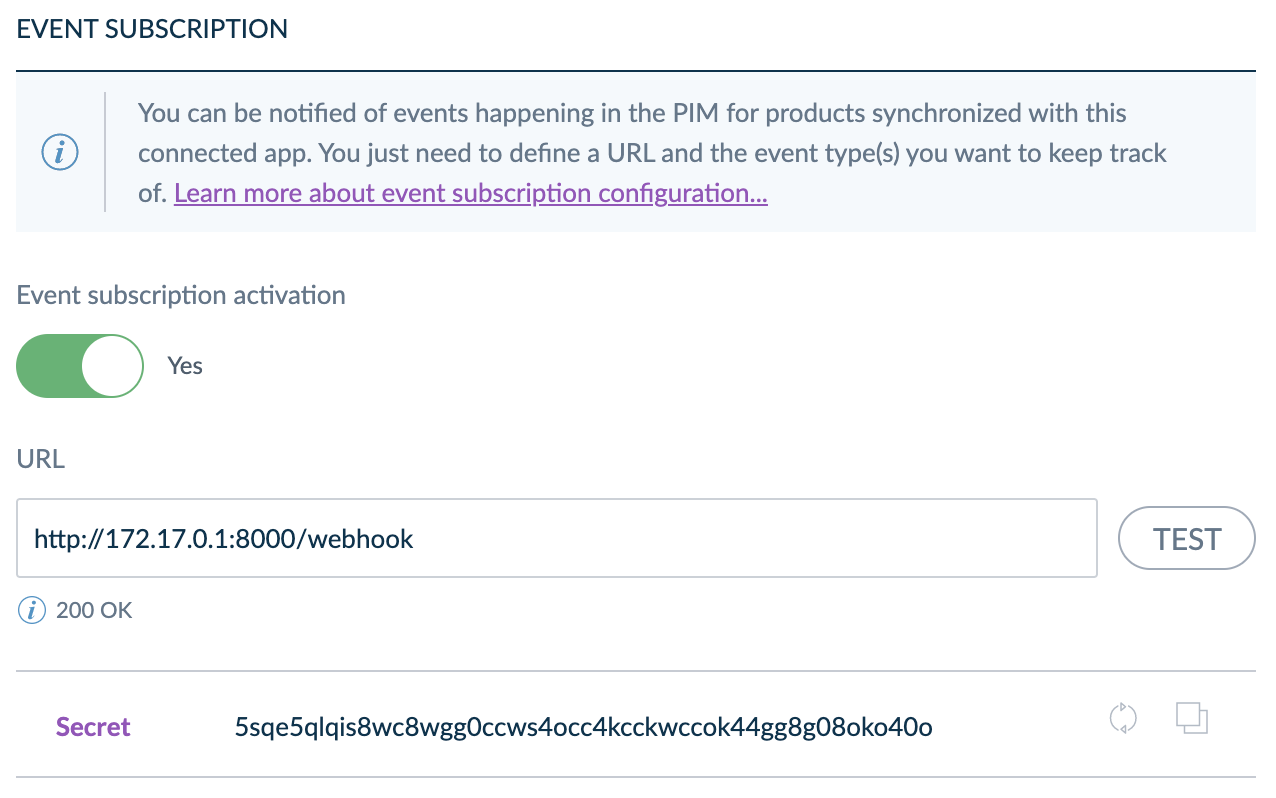 EVENT SUBSCRIPTION
You can be notified of events happening in the PIM for products synchronized with this
connected app. You just need to define a URL and the event type(s) you want to keep track
of. Learn more about event subscription configuration...
Event subscription activation
Yes
URL
http://172.17.0.1:8000/webhook
TEST
200 OK
Secret 5sqe5qlqis8wc8wgg0ccws4occ4kcckwccok44gg8g08oko40o